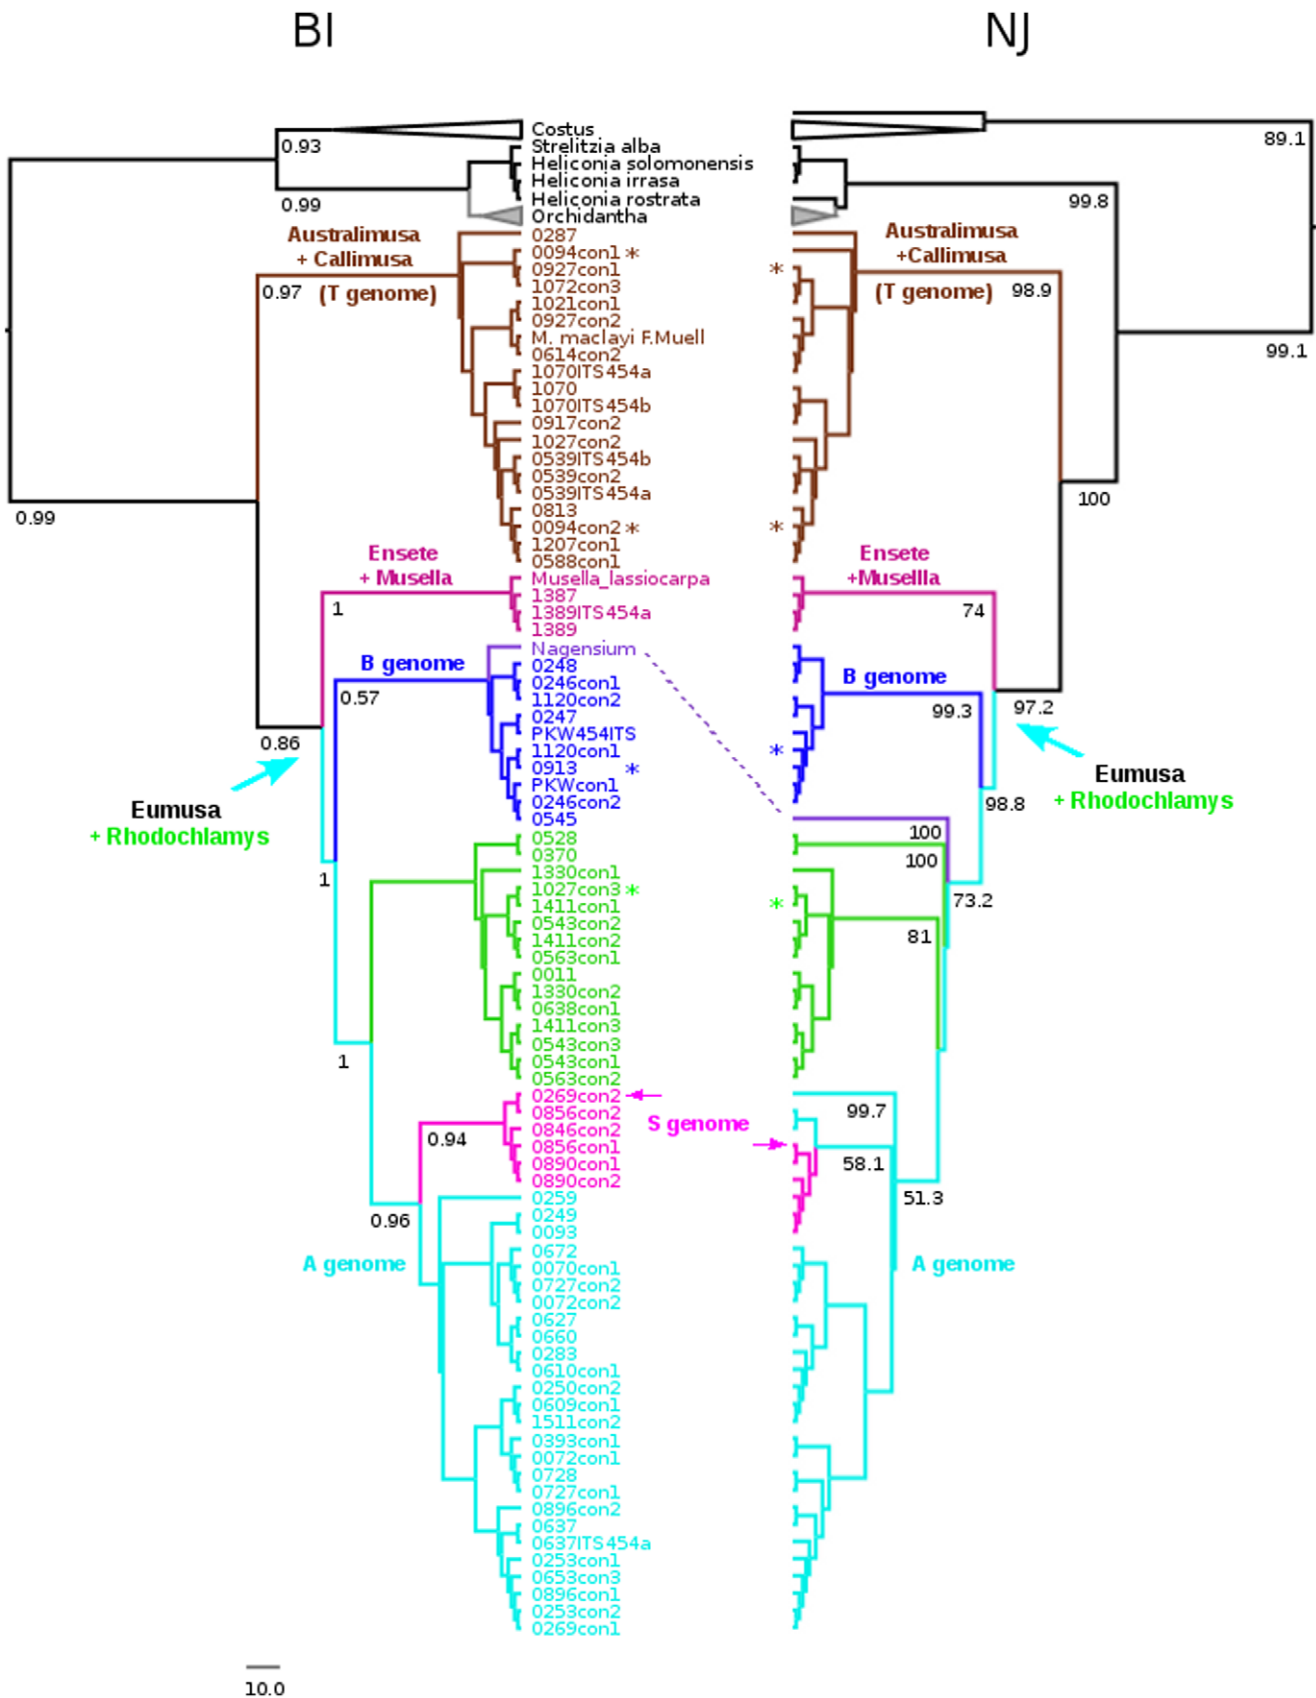 BI
NJ
Costus
Strelitzia alba
Heliconia solomonensis
Heliconia irrasa
Heliconia rostrata
Orchidantha
0287
0094con1 *
0927con1
1072con3
1021con1
0927con2
M. maclayi F.Muell
0614con2
1070ITS454a
1070
1070ITS454b
0917con2
1027con2
0539ITS454b
0539con2
0539ITS454a
0813
0094con2 *
1207con1
0588con1
Musella_lassiocarpa
1387
1389ITS454a
1389
Nagensium
0248
0246con1
1120con2
0247
PKW454ITS
1120con1
0913 *
PKWcon1
0246con2
0545
0528
0370
1330con1
1027con3 *
1411con1
0543con2
1411con2
0563con1
0011
1330con2
0638con1
1411con3
0543con3
0543con1
0563con2
0269con2
0856con2
0846con2
0856con1
0890con1
0890con2
0259
0249
0093
0672
0070con1
0727con2
0072con2
0627
0660
0283
0610con1
0250con2
0609con1
1511con2
0393con1
0072con1
0728
0727con1
0896con2
0637
0637ITS454a
0253con1
0653con3
0896con1
0253con2
0269con1
0.93
0.99
Australimusa
+ Callimusa
(T genome)
0.97
0.99
Ensete
+ Musella
1
B genome
0.57
0.86
Eumusa
+ Rhodochlamys
1
1
0.94
0.96
A genome
S genome
10.0
89.1
99.8
Australimusa
+Callimusa
(T genome)
98.9
99.1
100
*
*
Ensete
+Musellla
74
B genome
99.3
97.2
*
Eumusa
+ Rhodochlamys
98.8
100
100
73.2
*
81
99.7
58.1
51.3
A genome